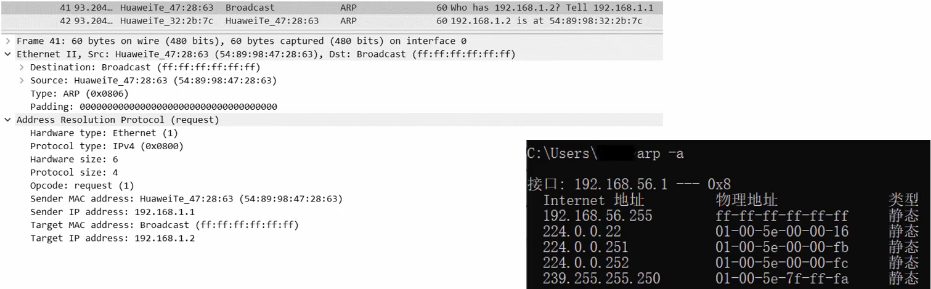 41 93.204… HuaweiTe_47:28:63 Broadcast ARP 60 Who has 192.168.1.2? Tell 192.168.1.1
42 93.204… HuaweiTe_32:2b:7c HuaweiTe_47:28:63 ARP 60 192.168.1.2 is at 54:89:98:32:2b:7c
Frame 41: 60 bytes on wire (480 bits), 60 bytes captured (480 bits) on interface 0
Ethernet II, Src: HuaweiTe_47:28:63 (54:89:98:47:28:63), Dst: Broadcast (ff:ff:ff:ff:ff:ff)
Destination: Broadcast (ff:ff:ff:ff:ff:ff)
Source: HuaweiTe_47:28:63 (54:89:98:47:28:63)
Type: ARP (0x0806)
Padding: 000000000000000000000000000000000000
Address Resolution Protocol (request)
Hardware type: Ethernet (1)
Protocol type: IPv4 (0x0800)
Hardware size: 6
Protocol size: 4
Opcode: request (1)
Sender MAC address: HuaweiTe_47:28:63 (54:89:98:47:28:63)
Sender IP address: 192.168.1.1
Target MAC address: Broadcast (ff:ff:ff:ff:ff:ff)
Target IP address: 192.168.1.2
C:\Users\ arp -a
接口: 192.168.56.1 --- 0x8
Internet 地址 物理地址 类型
192.168.56.255 ff-ff-ff-ff-ff-ff 静态
224.0.0.22 01-00-5e-00-00-16 静态
224.0.0.251 01-00-5e-00-00-fb 静态
224.0.0.252 01-00-5e-00-00-fc 静态
239.255.255.250 01-00-5e-7f-ff-fa 静态